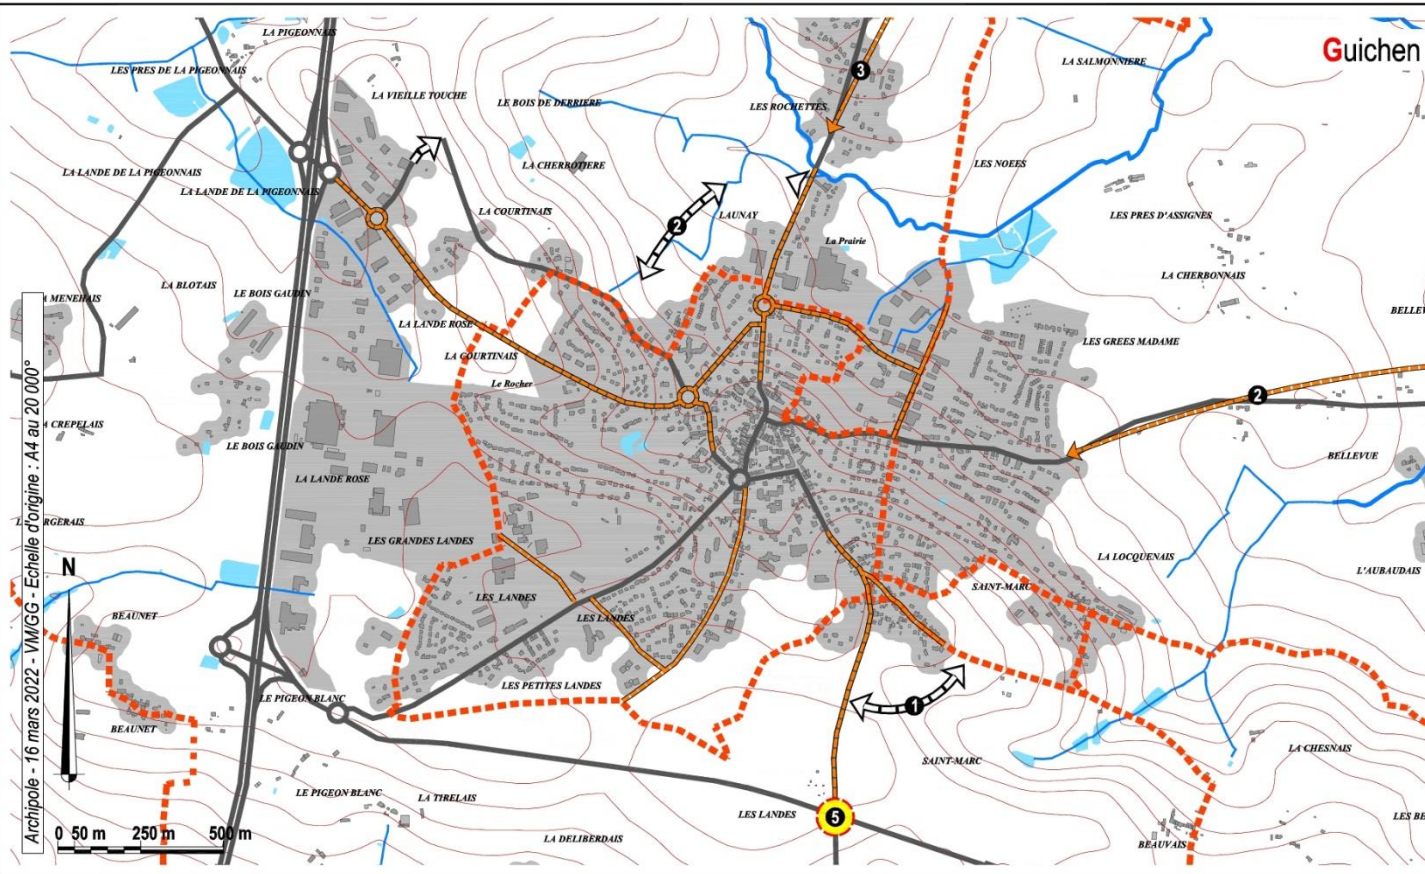 Guichen
LA PIGEONNAIS
LES PRES DE LA PIGEONNAIS
LA VIEILLE TOUCHE
LE BOIS DE DERRIERE
LES ROCHETTES
3
LA SALMONNIERE
LA LANDE DE LA PIGEONNAIS
LA LANDE DE LA PIGEONNAIS
LA CHERBOTIERE
LES NOEES
LA COURTINAIS
2
LAUNAY
LES PRES D'ASSIGNES
La Prairie
LA CHERBONNAIS
LA BLOTAIS
LE BOIS GAUDIN
LA LANDE ROSE
LES GREES MADAME
LA COURTINAIS
Le Rocher
2
LE BOIS GAUDIN
BELLEVUE
LA LANDE ROSE
LES GRANDES LANDES
LA LOCQUENAIS
L'AUBAUDAIS
N
SAINT-MARC
LES LANDES
LES LANDES
BEAUNET
LES PETITES LANDES
LE PIGEON BLANC
1
BEAUNET
LA CHESNAIS
SAINT-MARC
LE PIGEON BLANC
LA TIRELAIS
LES LANDES
5
0 50 m 250 m 500 m
LA DELIBERDAIS
BEAUVAIS
Archipole - 16 mars 2022 - VM/GG - Echelle d'origine : A4 au 20 000°